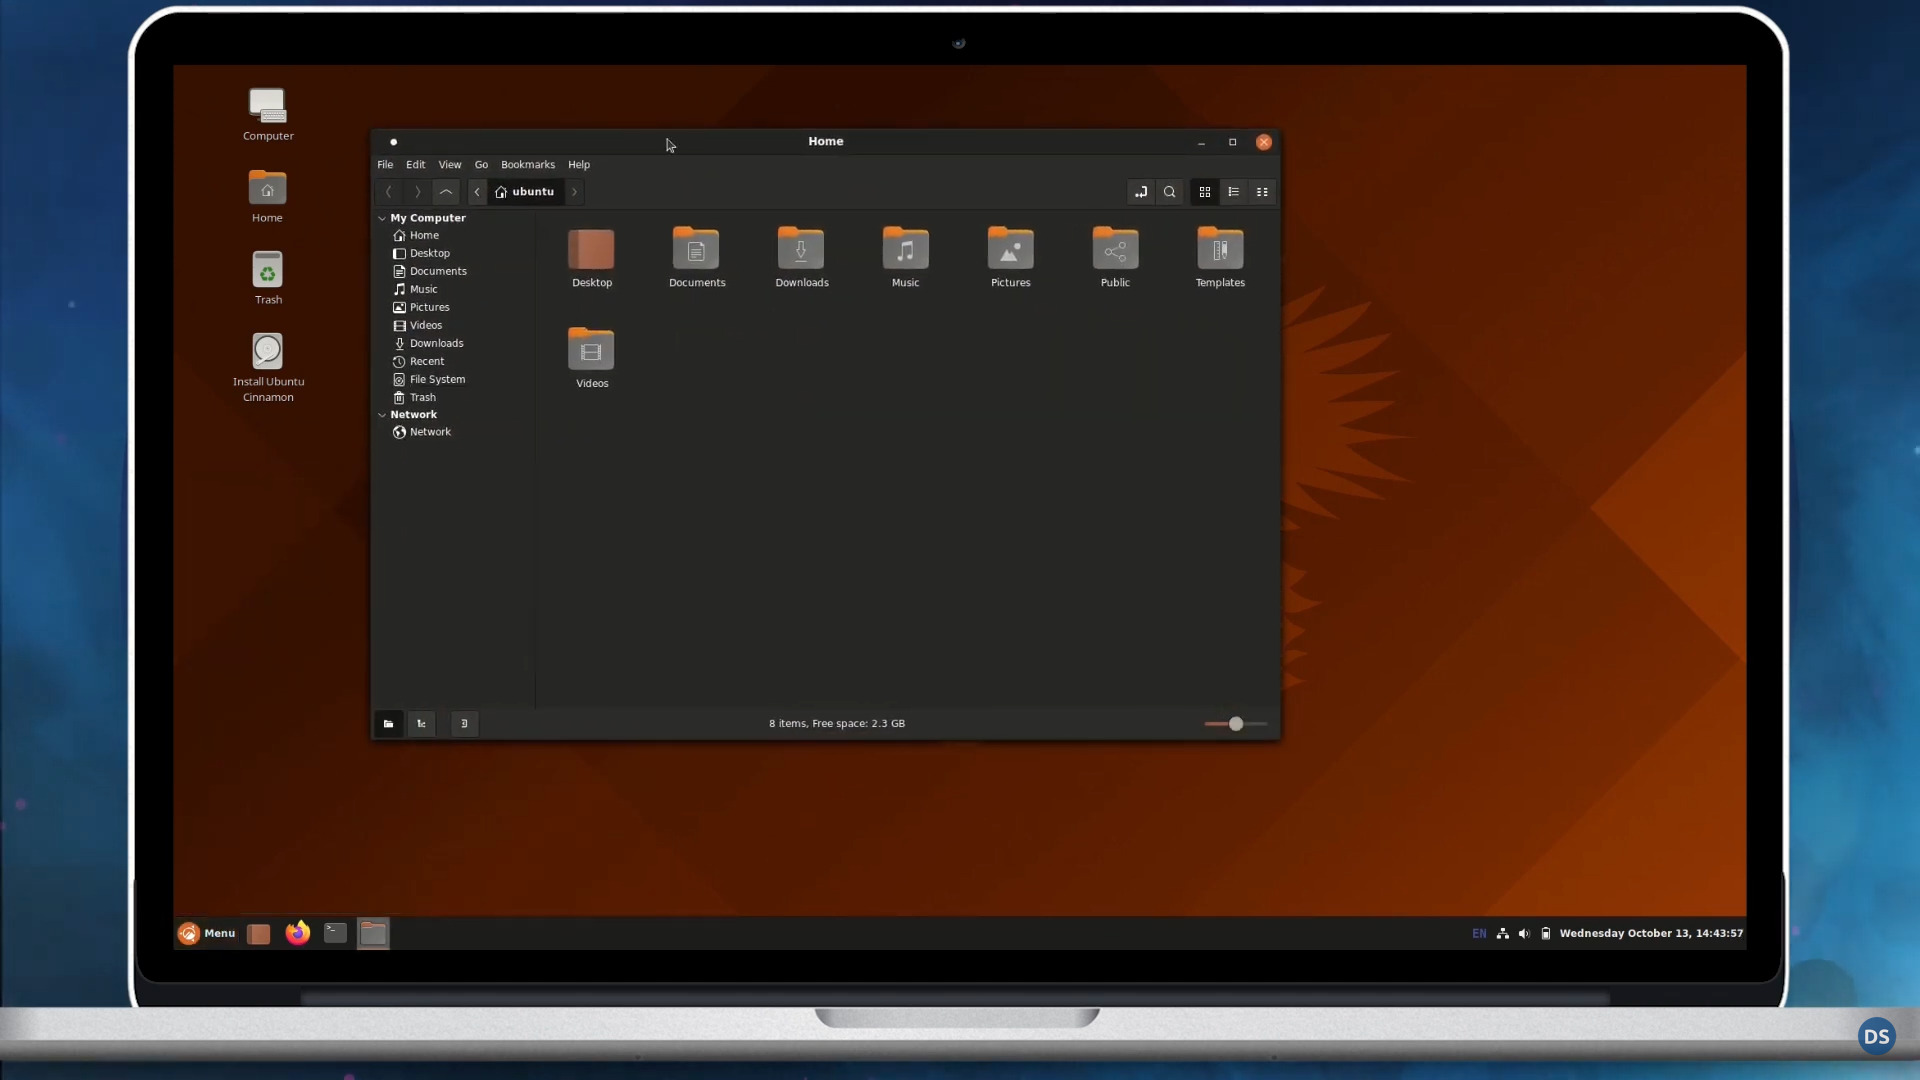 Computer
Home
Trash
Install Ubuntu
Cinnamon
Home
File Edit View Go Bookmarks Help
ubuntu
My Computer
Home
Desktop
Documents
Music
Pictures
Videos
Downloads
Recent
File System
Trash
Network
Network
Desktop Documents Downloads Music Pictures Public Templates
Videos
8 items, Free space: 2.3 GB
Menu
EN
Wednesday October 13, 14:43:57
DS